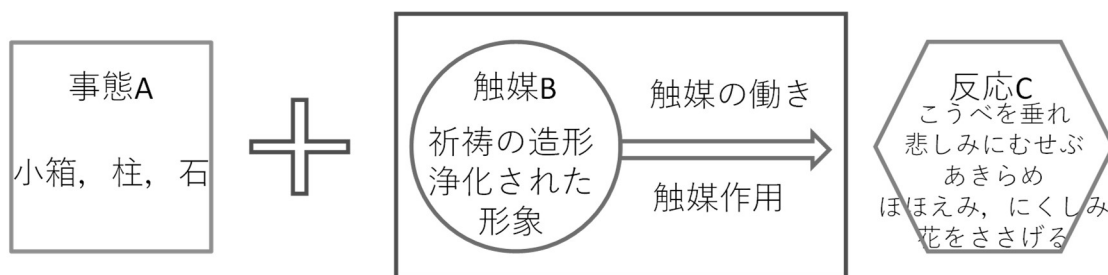 事態A
小箱，柱，石
触媒B
祈祷の造形
浄化された
形象
触媒の働き
触媒作用
反応C
こうべを垂れ
悲しみにむせぶ
あきらめ
ほほえみ，にくしみ
花をささげる